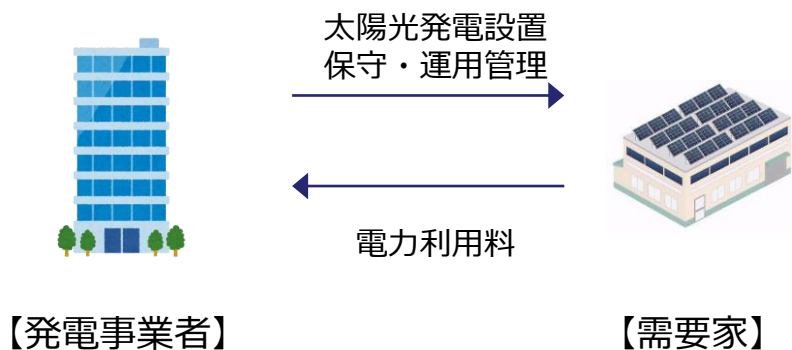 太陽光発電設置
保守・運用管理
電力利用料
【発電事業者】
【需要家】